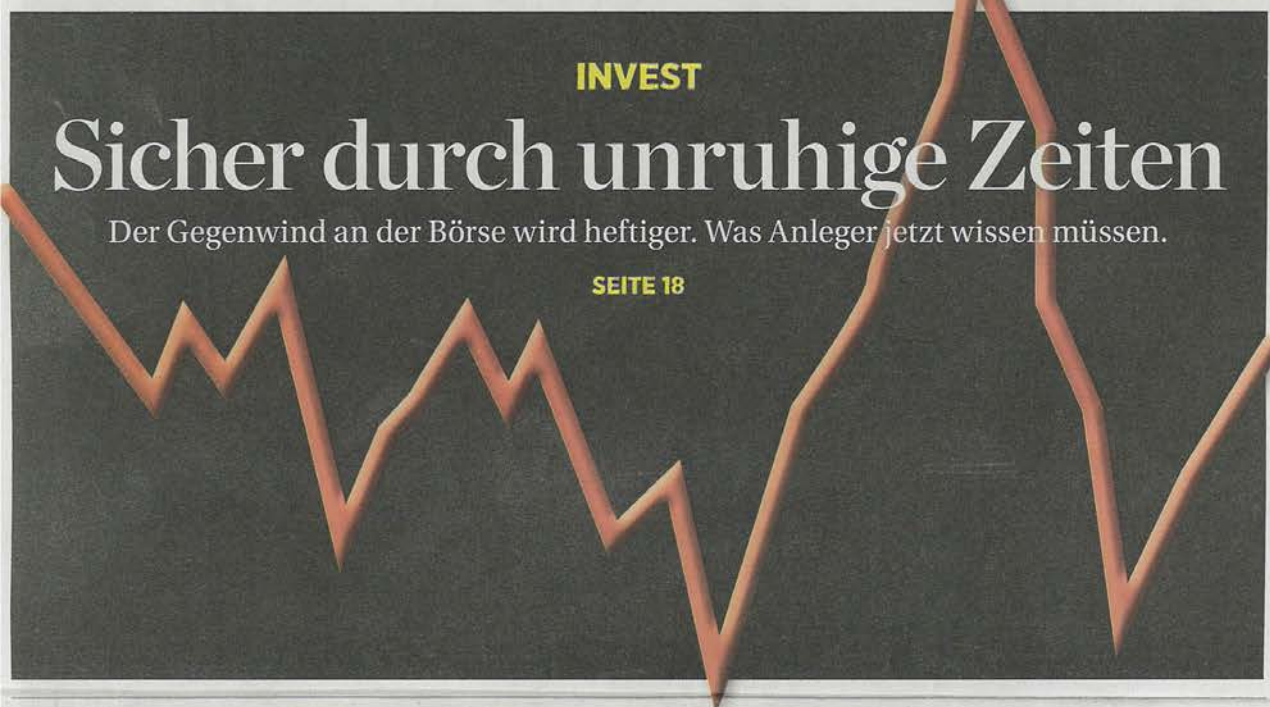 INVEST
Sicher durch unruhige Zeiten
Der Gegenwind an der Börse wird heftiger. Was Anleger jetzt wissen müssen.
SEITE 18